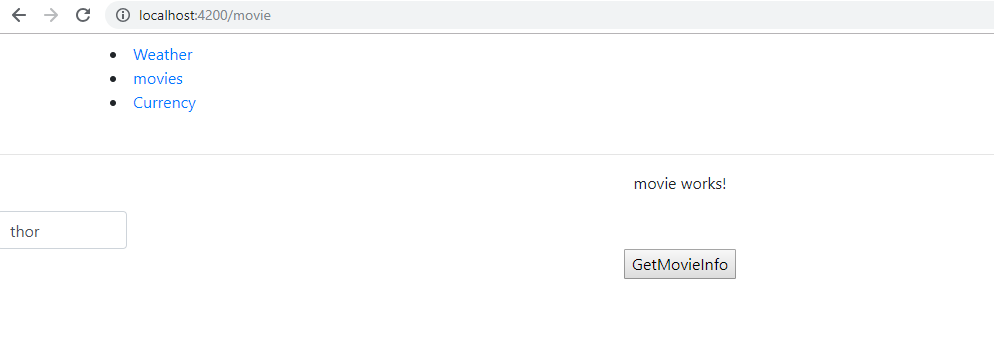 localhost:4200/movie
Weather
movies
Currency
movie works!
thor
GetMovieInfo